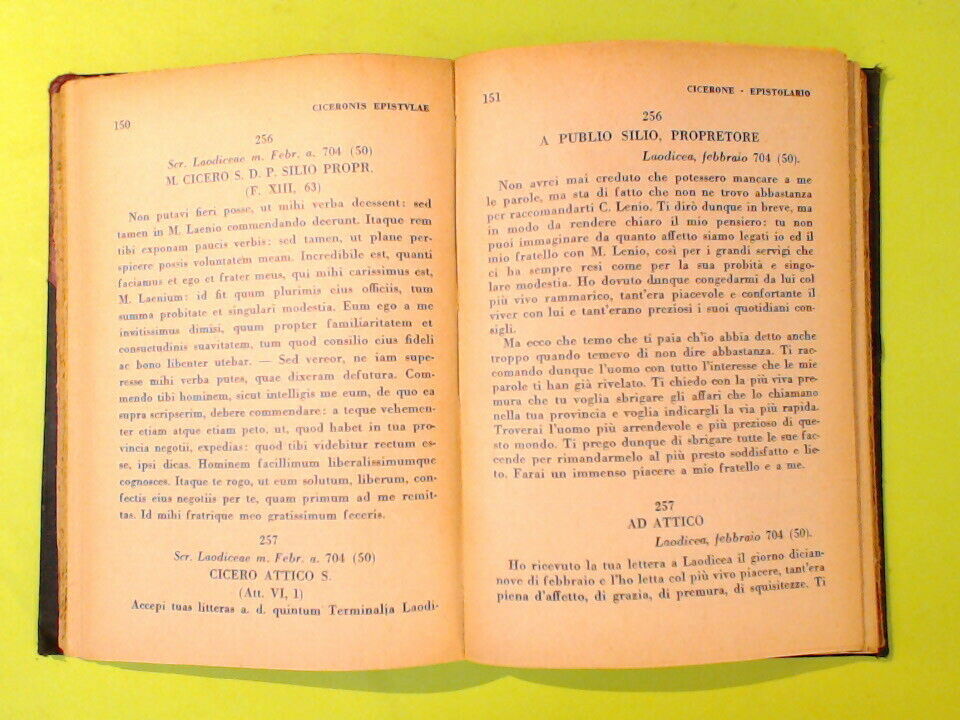 150
CICERONIS EPISTVLAE
256
Scr. Laodiceae m. Febr. a. 704 (50)
M. CICERO S. D. P. SILIO PROPR.
(F. XIII, 63)
Non putavi fieri posse, ut mihi verba deessent: sed
tamen in M. Laenio commendando deerunt. Itaque rem
tibi exponam paucis verbis: sed tamen, ut plane per-
spicere possis voluntatem meam. Incredibile est, quanti
faciamus et ego et frater meus, qui mihi carissimus est,
M. Laenium: id fit quum plurimis eius officiis, tum
summa probitate et singulari modestia. Eum ego a me
invitissimus dimisi, quum propter familiaritatem et
consuetudinis suavitatem, tum quod consilio eius fideli
ac bono libenter utebar. — Sed vereor, ne iam supe-
resse mihi verba putes, quae dixeram defutura. Com-
mendo tibi hominem, sicut intelligis me eum, de quo ea
supra scripserim, debere commendare: a teque vehemen-
ter etiam atque etiam peto, ut, quod habet in tua pro-
vincia negotii, expedias: quod tibi videbitur rectum es-
se, ipsi dicas. Hominem facillimum liberalissimumque
cognosces. Itaque te rogo, ut eum solutum, liberum, con-
fectis eius negotiis per te, quam primum ad me remit-
tas. Id mihi fratrique meo gratissimum feceris.
257
Scr. Laodiceae m. Febr. a. 704 (50)
CICERO ATTICO S.
(Att. VI, 1)
Accepi tuas litteras a. d. quintum Terminalia Laodi-
151
CICERONE - EPISTOLARIO
256
A PUBLIO SILIO, PROPRETORE
Laodicea, febbraio 704 (50).
Non avrei mai creduto che potessero mancare a me
le parole, ma sta di fatto che non ne trovo abbastanza
per raccomandarti C. Lenio. Ti dirò dunque in breve, ma
in modo da rendere chiaro il mio pensiero: tu non
puoi immaginare da quanto affetto siamo legati io ed il
mio fratello con M. Lenio, così per i grandi servigi che
ci ha sempre resi come per la sua probità e singo-
lare modestia. Ho dovuto dunque congedarmi da lui col
più vivo rammarico, tant'era piacevole e confortante il
viver con lui e tant'erano preziosi i suoi quotidiani con-
sigli.
Ma ecco che temo che ti paia ch'io abbia detto anche
troppo quando temevo di non dire abbastanza. Ti rac-
comando dunque l'uomo con tutto l'interesse che le mie
parole ti han già rivelato. Ti chiedo con la più viva pre-
mura che tu voglia sbrigare gli affari che lo chiamano
nella tua provincia e voglia indicargli la via più rapida.
Troverai l'uomo più arrendevole e più prezioso di que-
sto mondo. Ti prego dunque di sbrigare tutte le sue fac-
cende per rimandarmelo al più presto soddisfatto e lie-
to. Farai un immenso piacere a mio fratello e a me.
257
AD ATTICO
Laodicea, febbraio 704 (50).
Ho ricevuto la tua lettera a Laodicea il giorno dician-
nove di febbraio e l'ho letta col più vivo piacere, tant'era
piena d'affetto, di grazia, di premura, di squisitezze. Ti